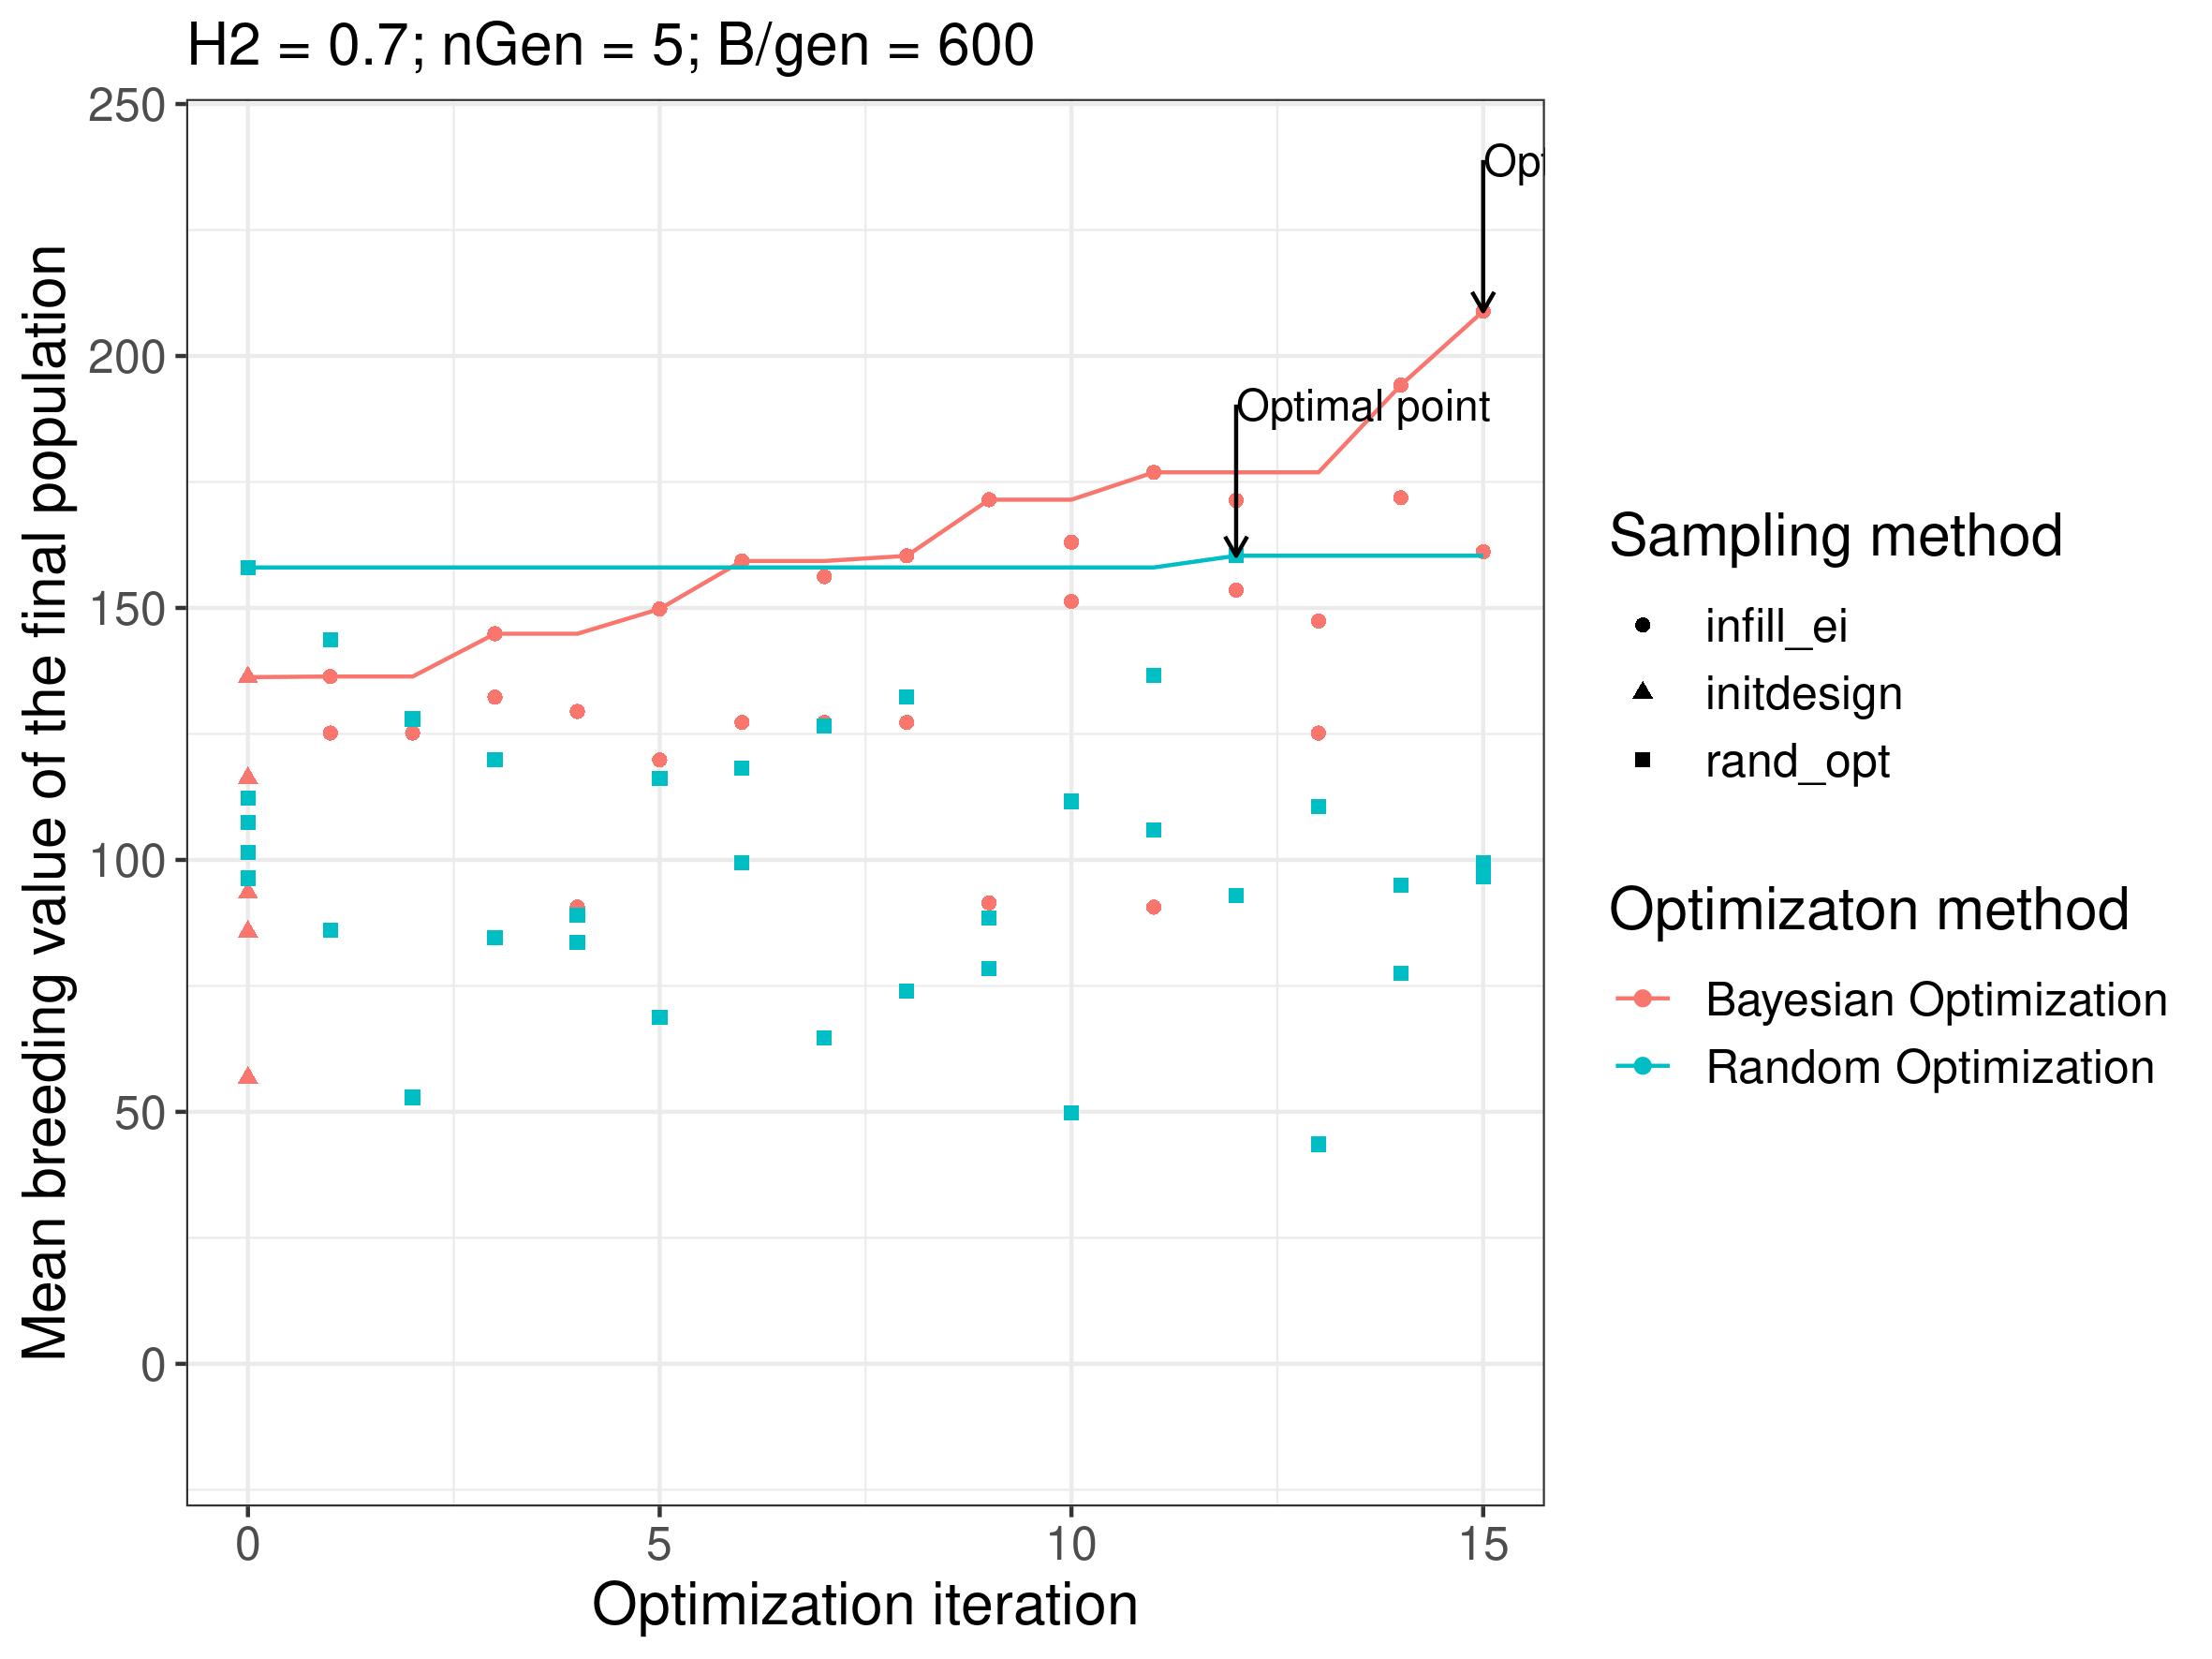 H2 = 0.7; nGen = 5; B/gen = 600
Mean breeding value of the final population
250
200
150
100
50
0
Opt
Optimal point
0 5 10 15
Optimization iteration
Sampling method
infill_ei
initdesign
rand_opt
Optimizaton method
Bayesian Optimization
Random Optimization